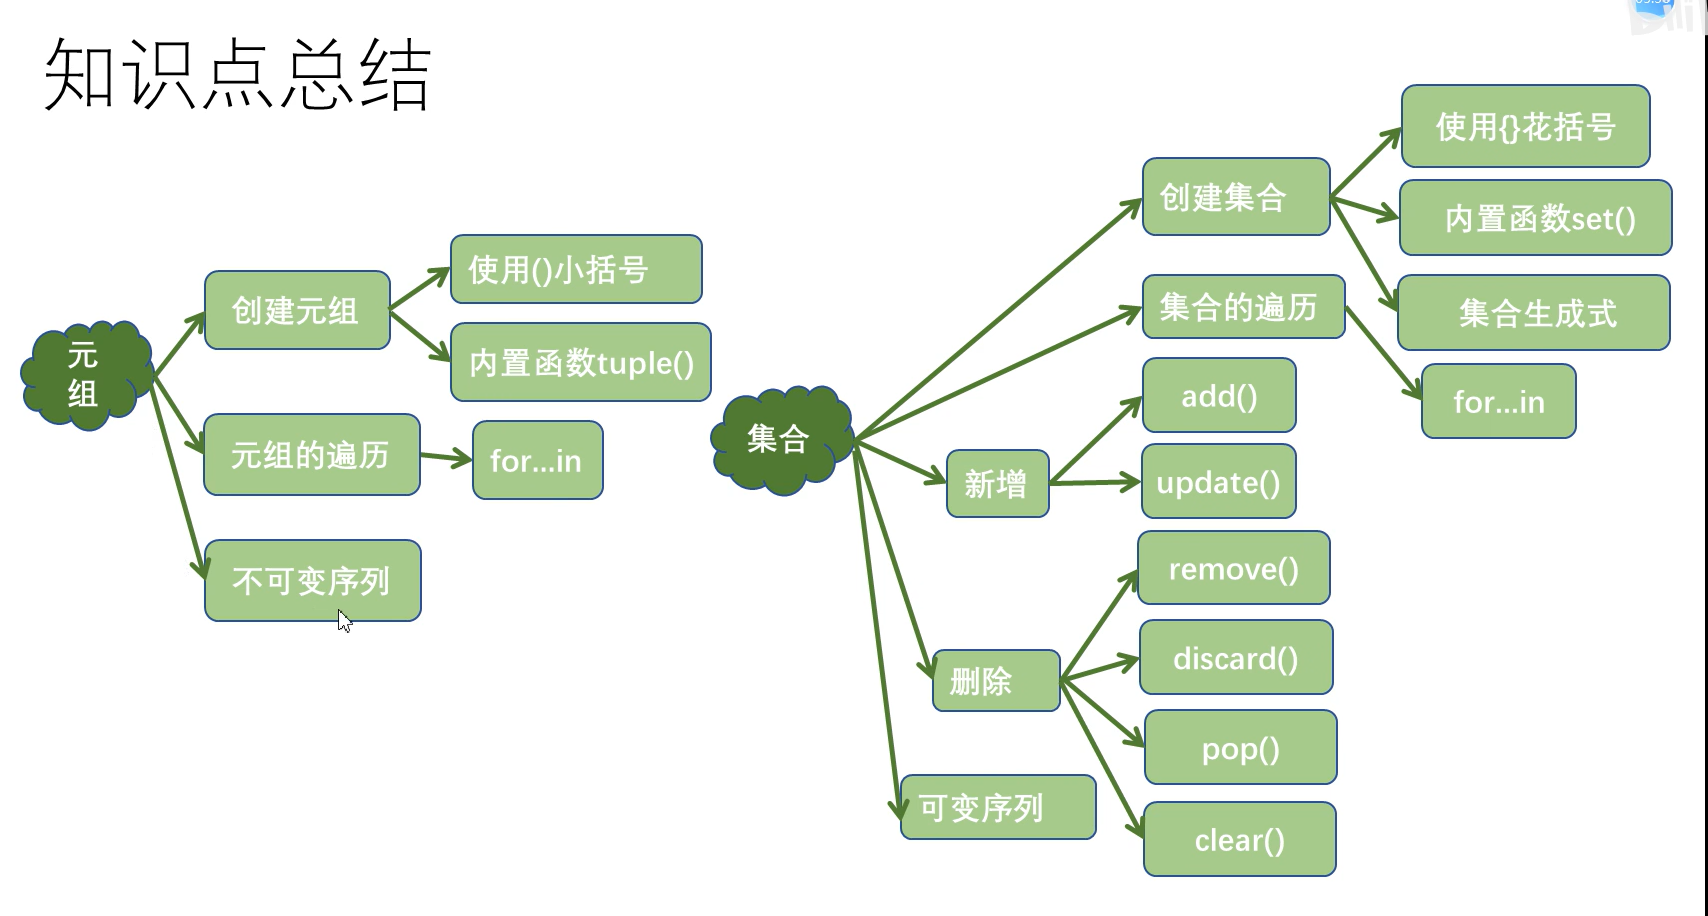 知识点总结
元
组
创建元组
使用()小括号
内置函数tuple()
元组的遍历
for...in
不可变序列
集合
创建集合
使用{}花括号
内置函数set()
集合生成式
集合的遍历
for...in
新增
add()
update()
删除
remove()
discard()
pop()
clear()
可变序列